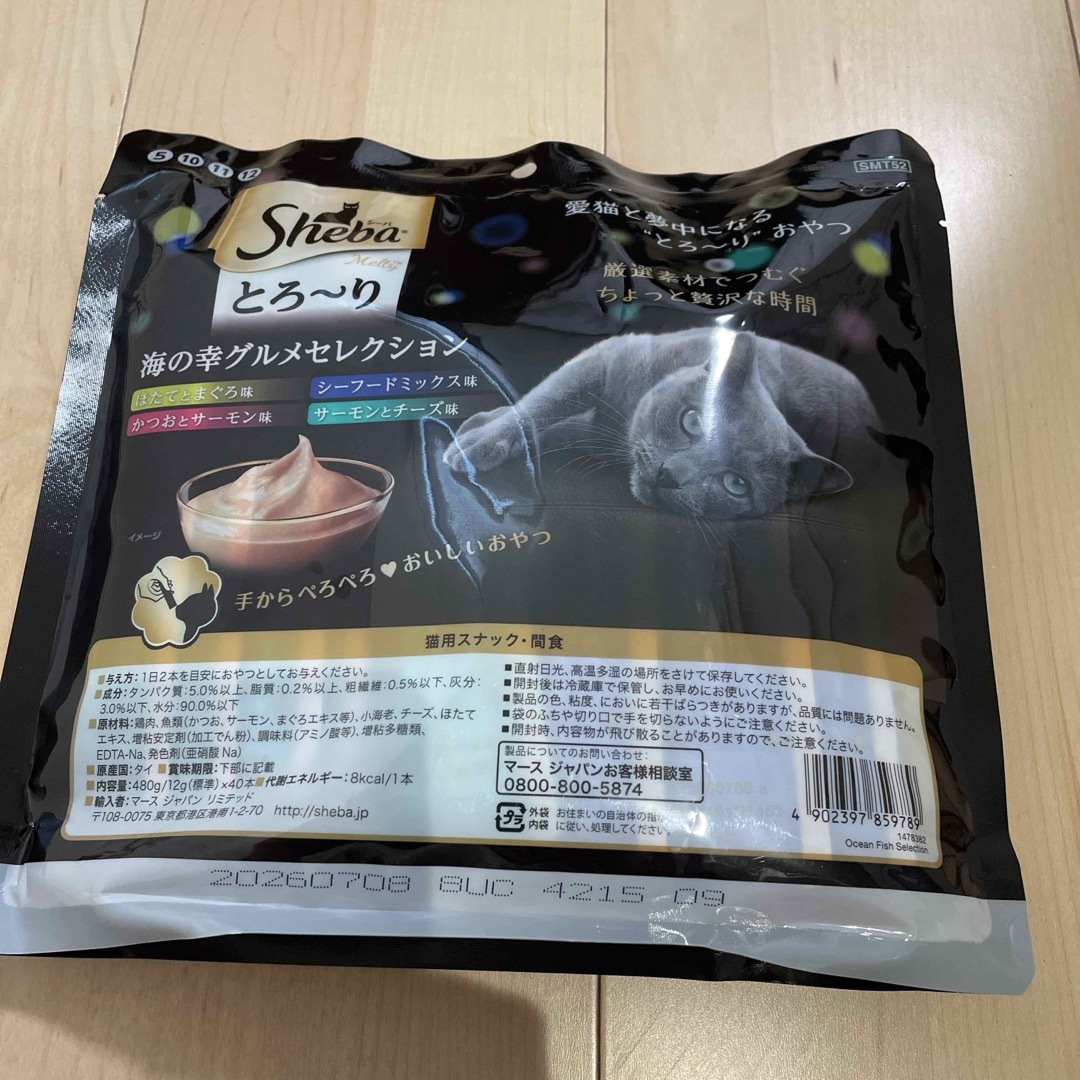 5 10 11 12
SMT52
Sheba
Melty™
とろ〜り
海の幸グルメセレクション
ほたてとまぐろ味
シーフードミックス味
かつおとサーモン味
サーモンとチーズ味
愛猫と夢中になる
“とろ〜り”おやつ
厳選素材でつむぐ
ちょっと贅沢な時間
イメージ
手からぺろぺろ♥おいしいおやつ
猫用スナック・間食
■与え方:1日2本を目安におやつとしてお与えください。
■成分:タンパク質:5.0%以上、脂質:0.2%以上、粗繊維:0.5%以下、灰分:
3.0%以下、水分:90.0%以下
■原材料:鶏肉、魚類(かつお、サーモン、まぐろエキス等)、小海老、チーズ、ほたて
エキス、増粘安定剤(加工でん粉)、調味料(アミノ酸等)、増粘多糖類、
EDTA-Na、発色剤(亜硝酸Na)
■原産国:タイ ■賞味期限:下部に記載
■内容量:480g/12g(標準)×40本 ■代謝エネルギー:8kcal/1本
■輸入者:マース ジャパン リミテッド
〒108-0075 東京都港区港南1-2-70 http://sheba.jp
■直射日光、高温多湿の場所をさけて保存してください。
■開封後は冷蔵庫で保管し、お早めにお使いください。
■製品の色、粘度、においに若干ばらつきがありますが、品質には問題ありません。
■袋のふちや切り口で手を切らないようにご注意ください。
■開封時、内容物が飛び散ることがありますので、ご注意ください。
製品についてのお問い合わせ:
マース ジャパンお客様相談室
0800-800-5874
プラ
外袋
内袋
お住まいの自治体の指
に従い、処理してくださ
4 902397 859789
1478382
Ocean Fish Selection
20260708 8UC 4215 09